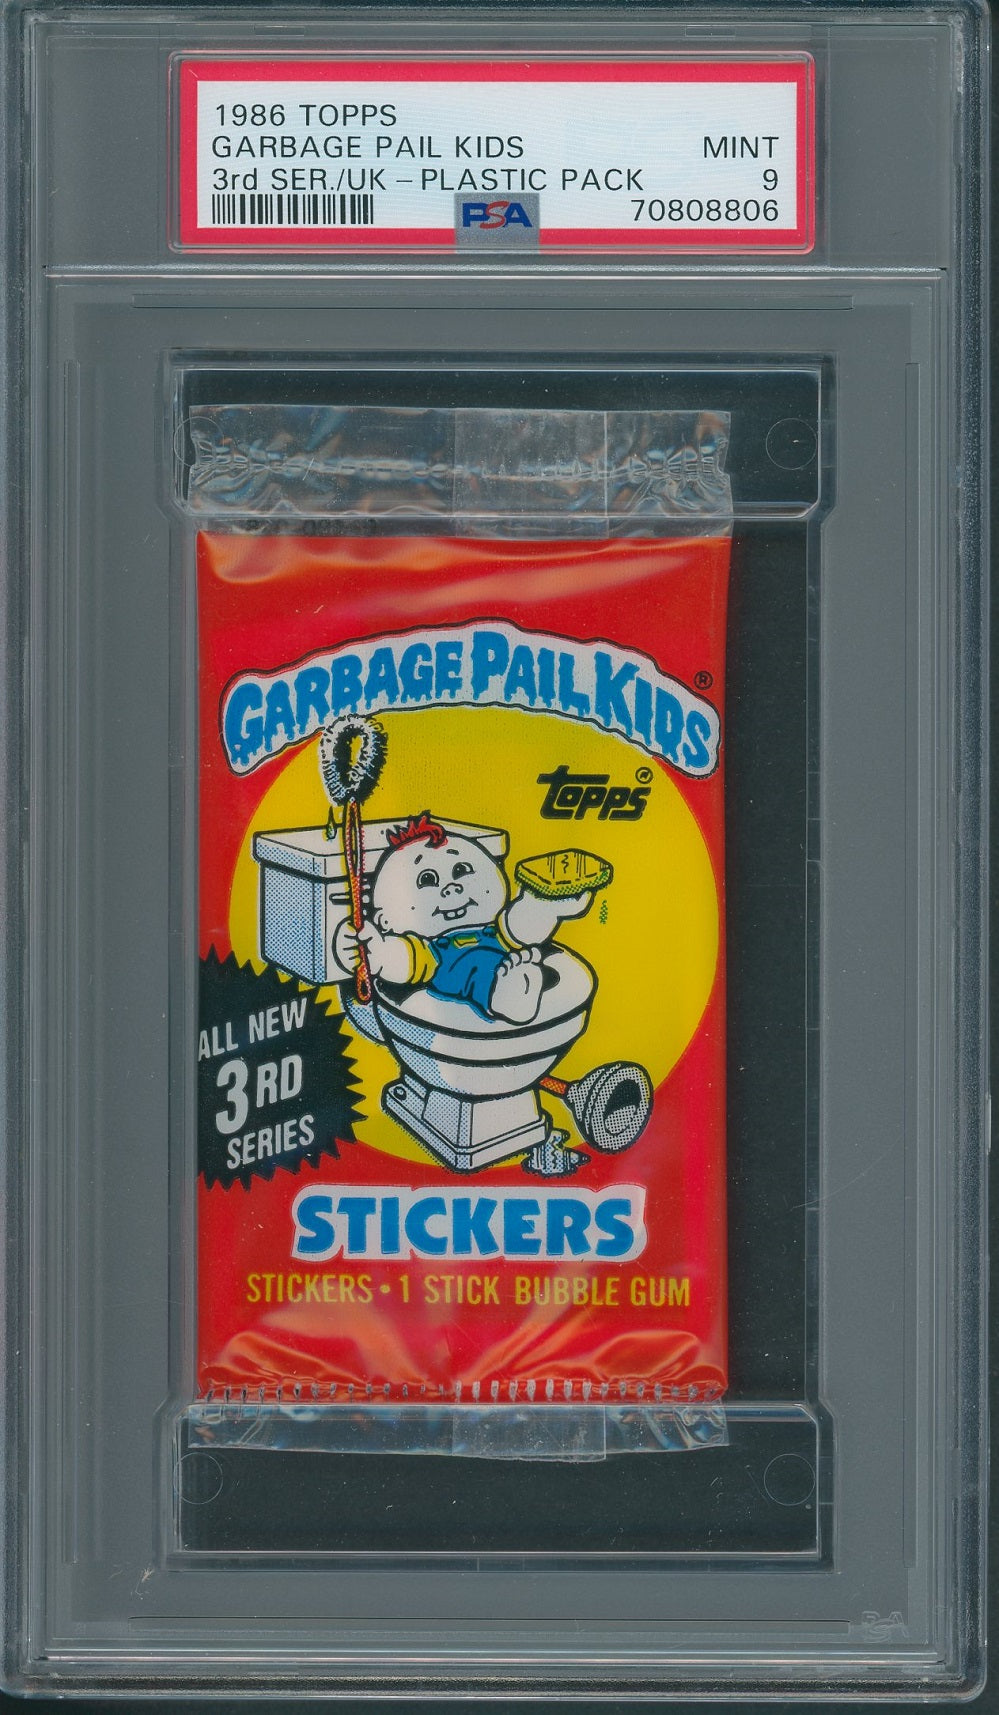 1986 TOPPS
GARBAGE PAIL KIDS MINT
3rd SER./UK – PLASTIC PACK 9
PSA 70808806
GARBAGE PAIL KIDS®
topps®
ALL NEW
3RD
SERIES
STICKERS
STICKERS • 1 STICK BUBBLE GUM
PSA